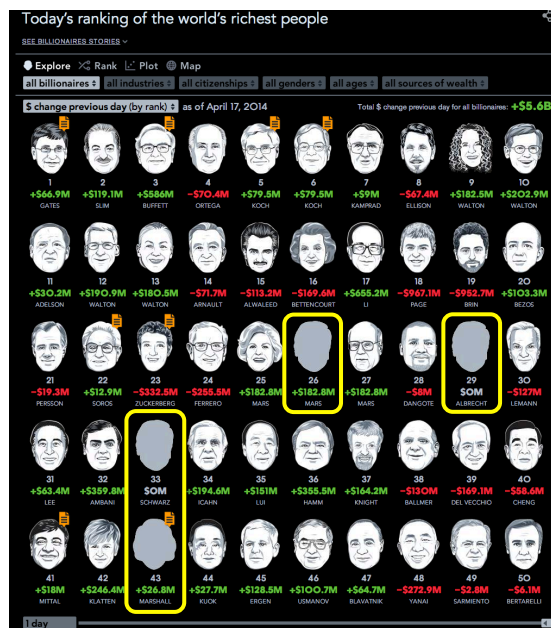 Today's ranking of the world's richest people
SEE BILLIONAIRES STORIES
Explore Rank Plot Map
all billionaires all industries all citizenships all genders all ages all sources of wealth
$ change previous day (by rank) as of April 17, 2014 Total $ change previous day for all billionaires: +$5.6B
1 2 3 4 5 6 7 8 9 10
+$66.9M +$119.1M +$586M -$70.4M +$79.5M +$79.5M +$9M -$67.4M +$182.5M +$202.9M
GATES SLIM BUFFETT ORTEGA KOCH KOCH KAMPRAD ELLISON WALTON WALTON
11 12 13 14 15 16 17 18 19 20
+$30.2M +$190.9M +$180.5M -$71.7M -$113.2M -$169.6M +$655.2M -$967.1M -$952.7M +$103.3M
ADELSON WALTON WALTON ARNAULT ALWALEED BETTENCOURT LI PAGE BRIN BEZOS
21 22 23 24 25 26 27 28 29 30
-$19.3M +$12.9M -$332.5M -$255.5M +$182.8M +$182.8M +$182.8M -$8M SOM -$127M
PERSSON SOROS ZUCKERBERG FERRERO MARS MARS MARS DANGOTE ALBRECHT LEMANN
31 32 33 34 35 36 37 38 39 40
+$63.4M +$359.8M SOM +$194.6M +$151M +$355.5M +$164.2M -$130M -$169.1M -$58.6M
LEE AMBANI SCHWARZ ICAHN LUI HAMM KNIGHT BALLMER DEL VECCHIO CHENG
41 42 43 44 45 46 47 48 49 50
+$18M +$246.4M +$26.8M +$27.7M +$128.5M +$100.7M +$64.7M -$272.9M -$2.8M -$6.1M
MITTAL KLATTEN MARSHALL KUOK ERGEN USMANOV BLAVATNIK YANAI SARMIENTO BERTARELLI
1 day